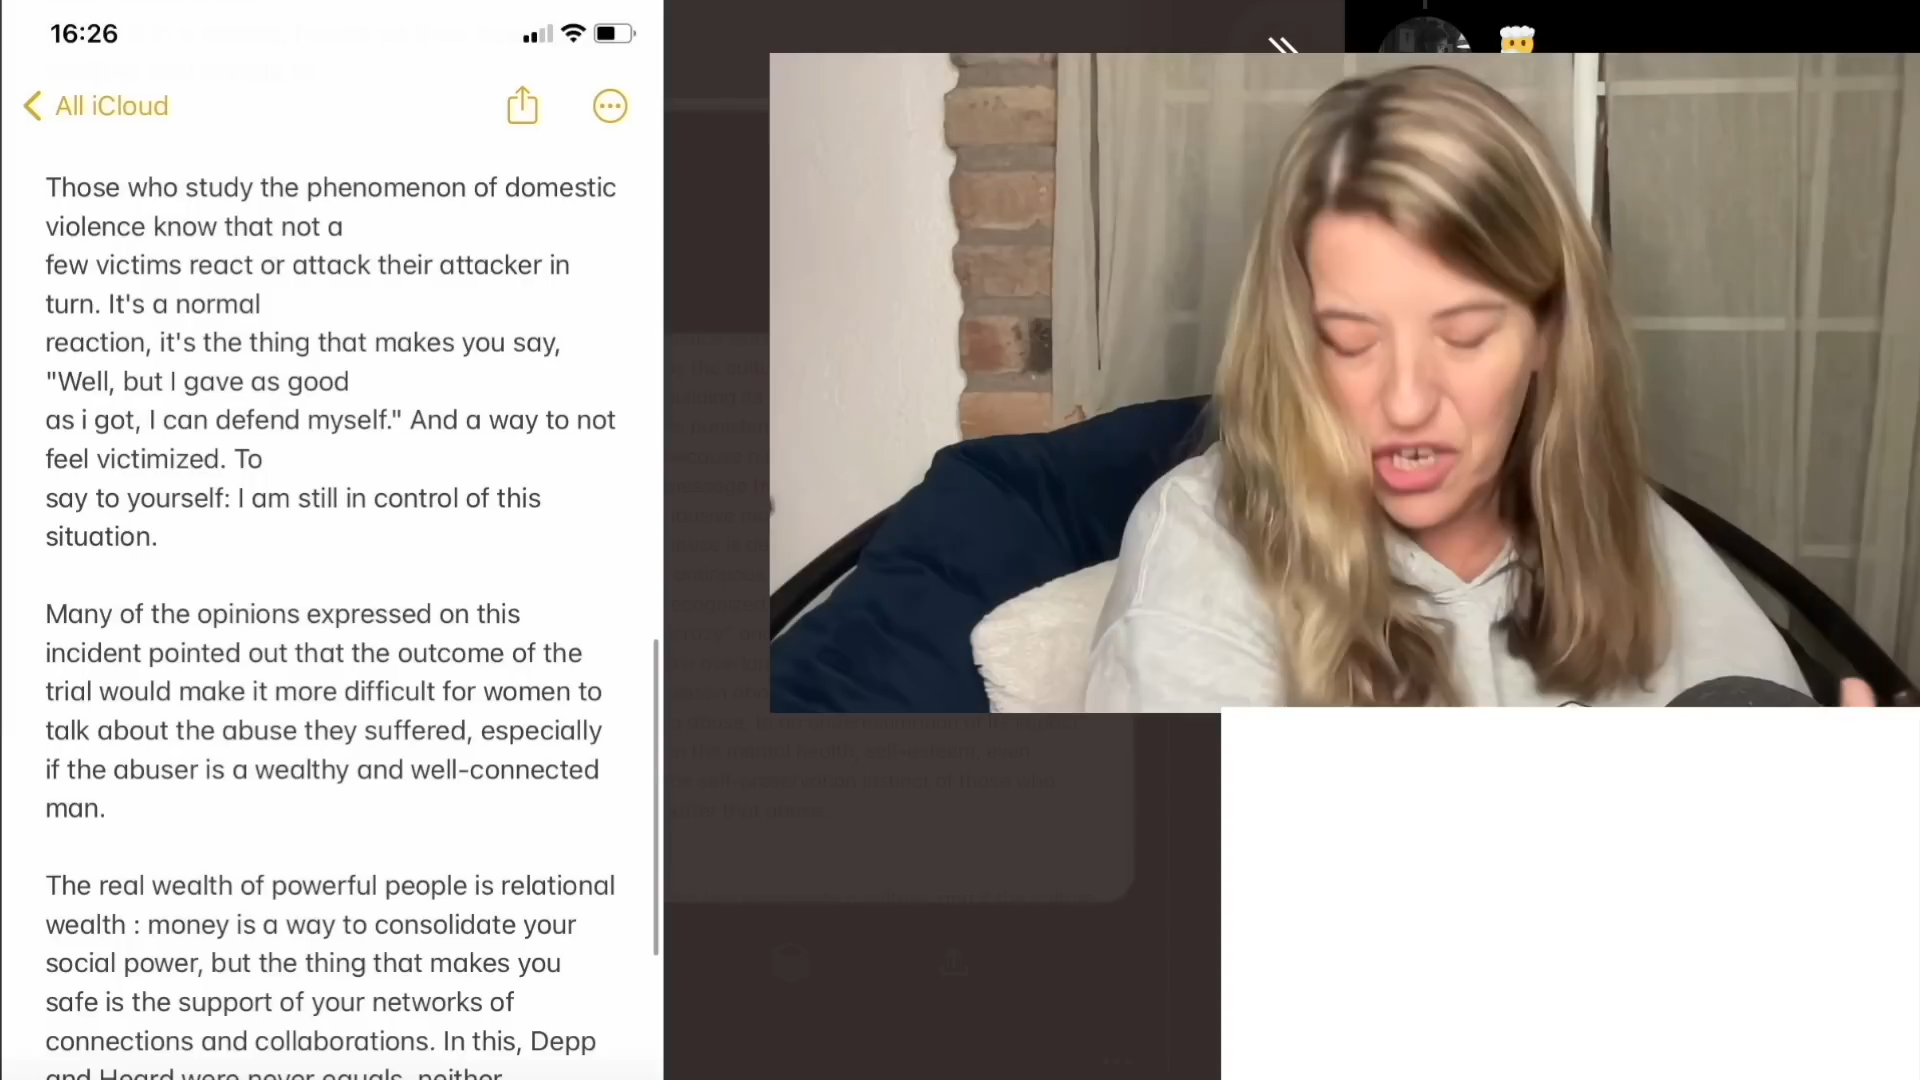 16:26
All iCloud
Those who study the phenomenon of domestic
violence know that not a
few victims react or attack their attacker in
turn. It's a normal
reaction, it's the thing that makes you say,
"Well, but I gave as good
as i got, I can defend myself." And a way to not
feel victimized. To
say to yourself: I am still in control of this
situation.
Many of the opinions expressed on this
incident pointed out that the outcome of the
trial would make it more difficult for women to
talk about the abuse they suffered, especially
if the abuser is a wealthy and well-connected
man.
The real wealth of powerful people is relational
wealth : money is a way to consolidate your
social power, but the thing that makes you
safe is the support of your networks of
connections and collaborations. In this, Depp
and Heard were never equals, neither